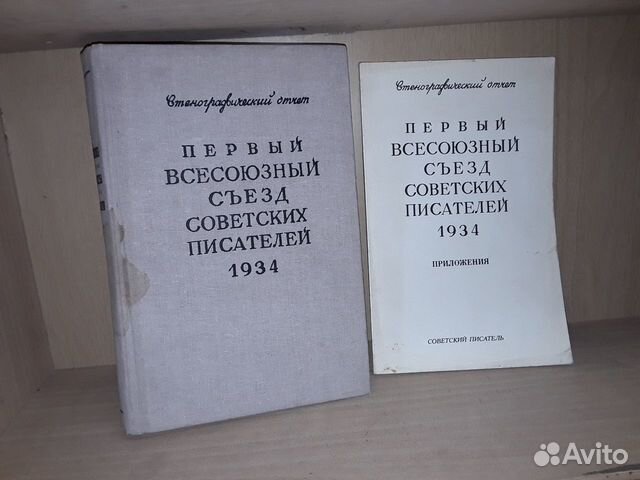 Стенографический отчет
ПЕРВЫЙ
ВСЕСОЮЗНЫЙ
СЪЕЗД
СОВЕТСКИХ
ПИСАТЕЛЕЙ
1934
Стенографический отчет
ПЕРВЫЙ
ВСЕСОЮЗНЫЙ
СЪЕЗД
СОВЕТСКИХ
ПИСАТЕЛЕЙ
1934
ПРИЛОЖЕНИЯ
СОВЕТСКИЙ ПИСАТЕЛЬ
Avito